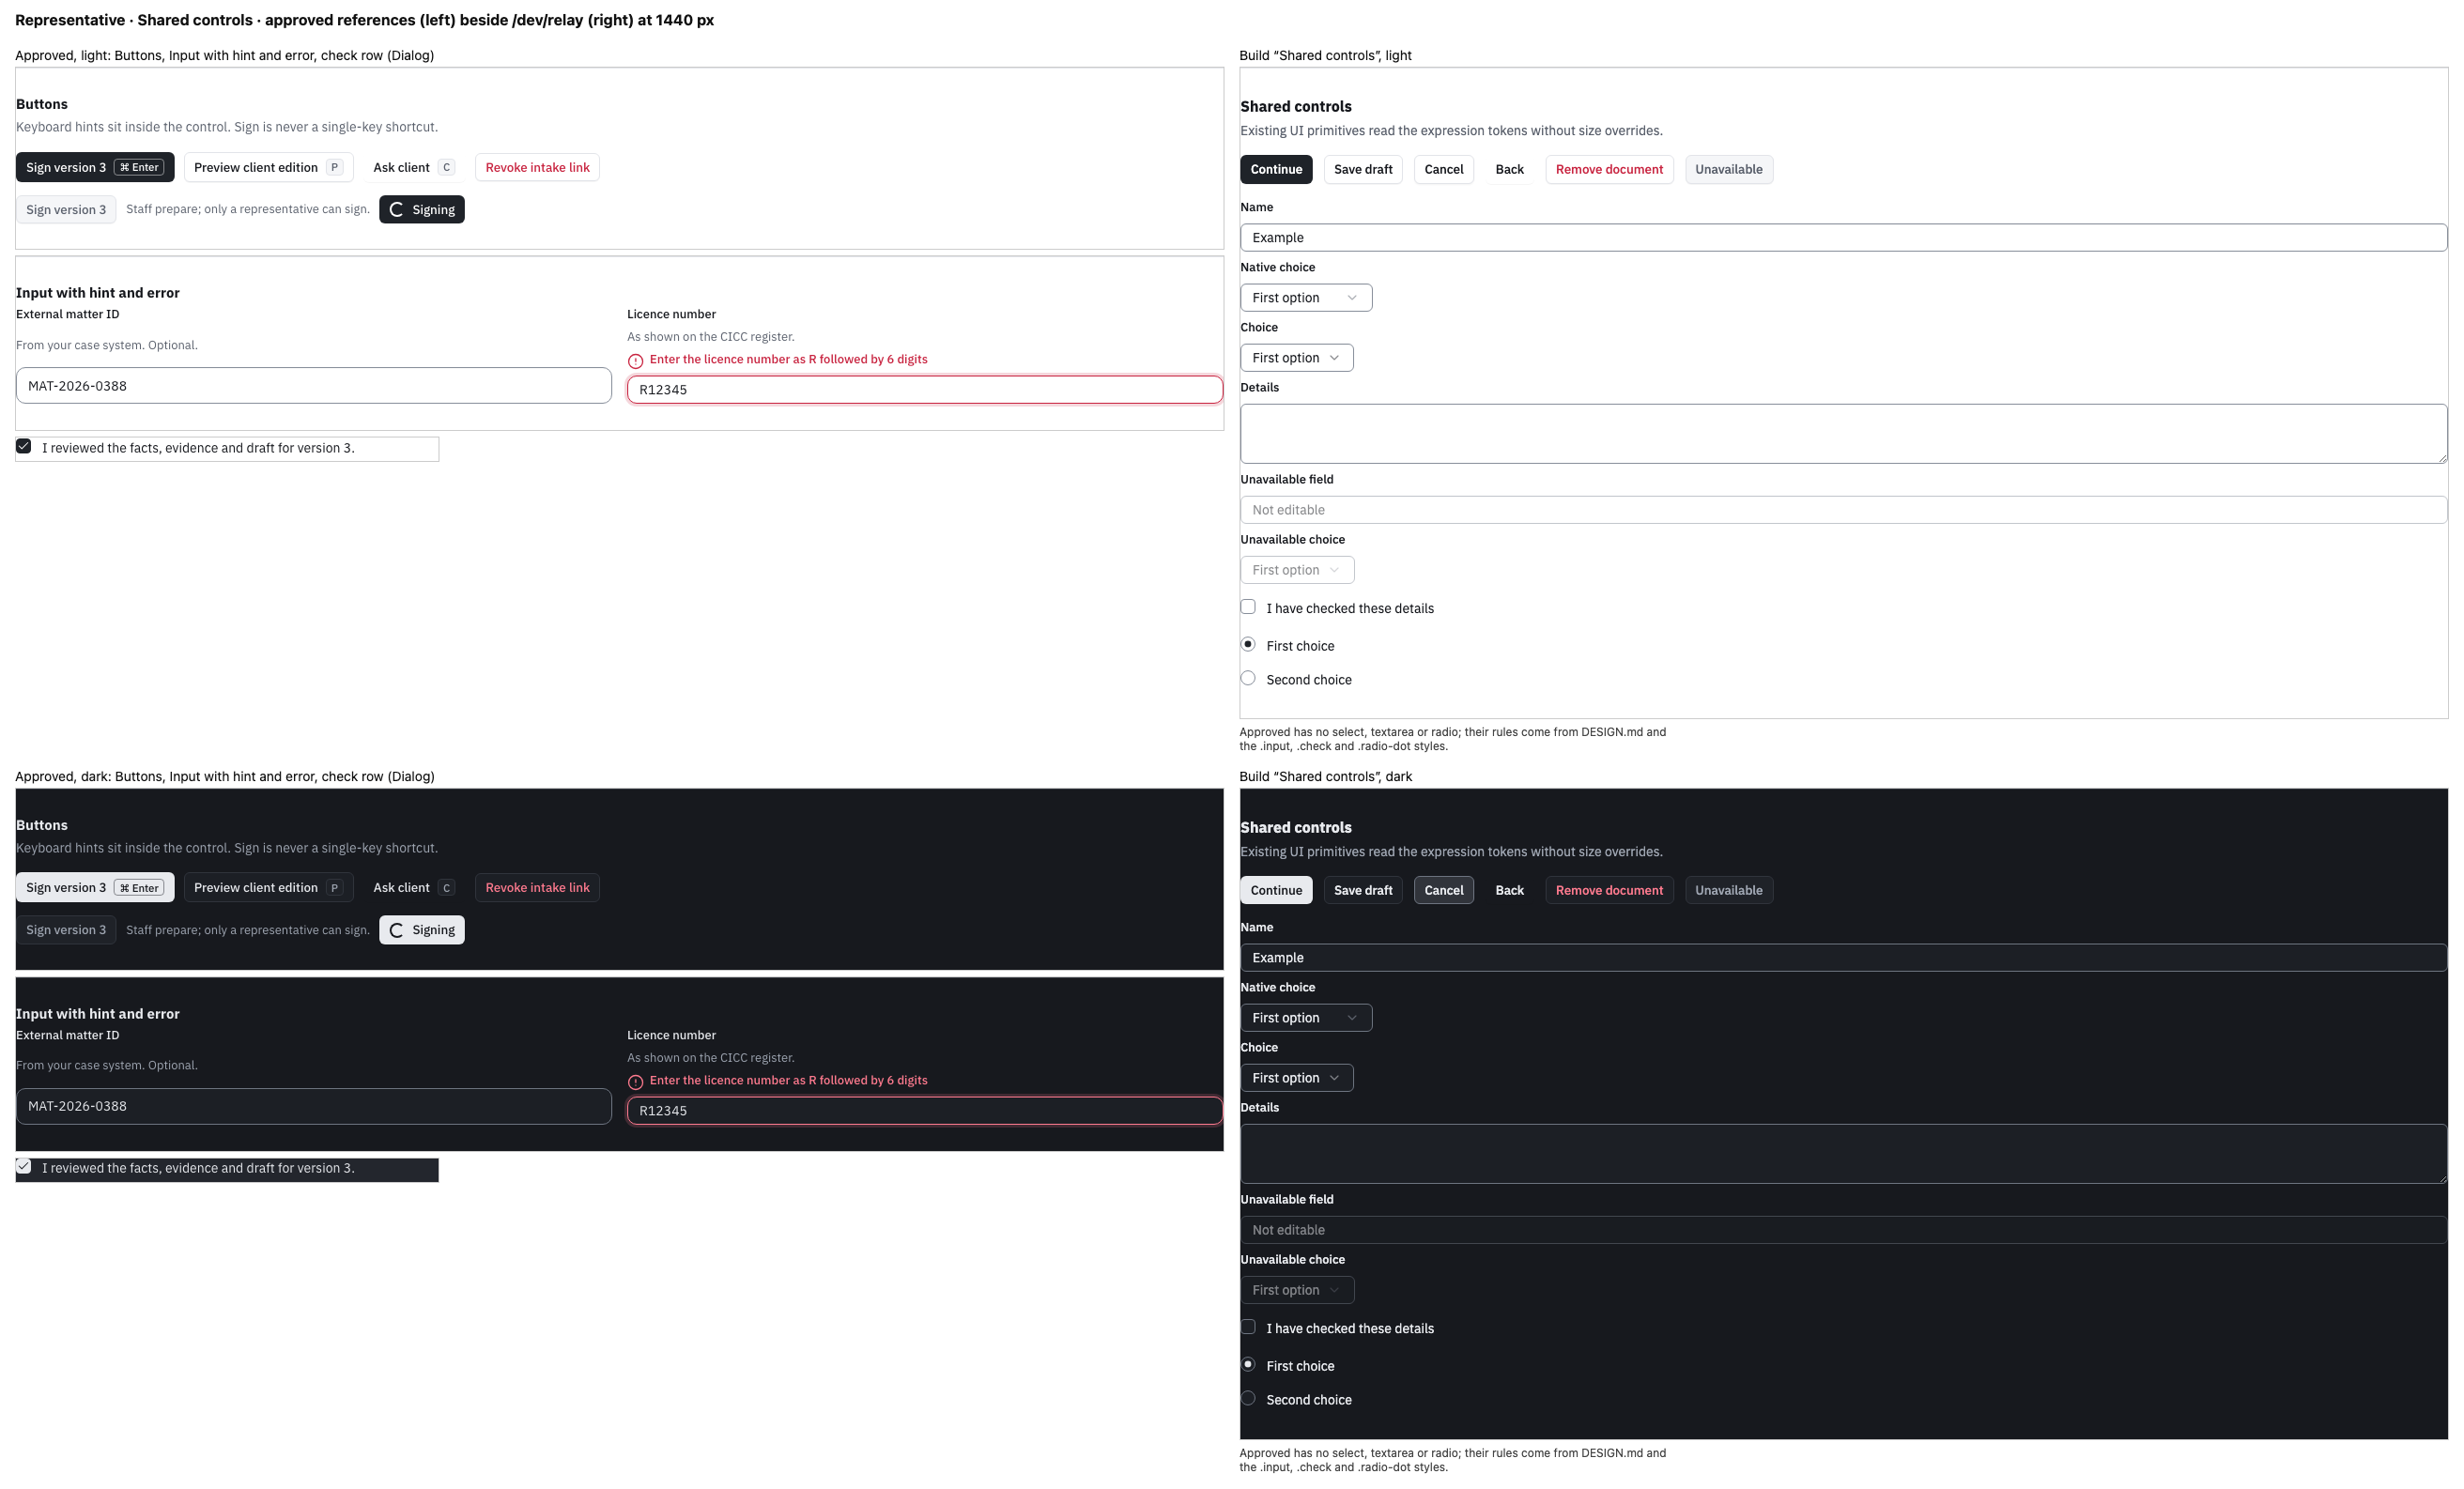 Representative · Shared controls · approved references (left) beside /dev/relay (right) at 1440 px
Approved, light: Buttons, Input with hint and error, check row (Dialog)
Buttons
Keyboard hints sit inside the control. Sign is never a single-key shortcut.
Sign version 3 ⌘ Enter Preview client edition P Ask client C Revoke intake link
Sign version 3 Staff prepare; only a representative can sign. Signing
Input with hint and error
External matter ID
From your case system. Optional.
MAT-2026-0388
Licence number
As shown on the CICC register.
Enter the licence number as R followed by 6 digits
R12345
I reviewed the facts, evidence and draft for version 3.
Build “Shared controls”, light
Shared controls
Existing UI primitives read the expression tokens without size overrides.
Continue Save draft Cancel Back Remove document Unavailable
Name
Example
Native choice
First option
Choice
First option
Details
Unavailable field
Not editable
Unavailable choice
First option
I have checked these details
First choice
Second choice
Approved has no select, textarea or radio; their rules come from DESIGN.md and
the .input, .check and .radio-dot styles.
Approved, dark: Buttons, Input with hint and error, check row (Dialog)
Buttons
Keyboard hints sit inside the control. Sign is never a single-key shortcut.
Sign version 3 ⌘ Enter Preview client edition P Ask client C Revoke intake link
Sign version 3 Staff prepare; only a representative can sign. Signing
Input with hint and error
External matter ID
From your case system. Optional.
MAT-2026-0388
Licence number
As shown on the CICC register.
Enter the licence number as R followed by 6 digits
R12345
I reviewed the facts, evidence and draft for version 3.
Build “Shared controls”, dark
Shared controls
Existing UI primitives read the expression tokens without size overrides.
Continue Save draft Cancel Back Remove document Unavailable
Name
Example
Native choice
First option
Choice
First option
Details
Unavailable field
Not editable
Unavailable choice
First option
I have checked these details
First choice
Second choice
Approved has no select, textarea or radio; their rules come from DESIGN.md and
the .input, .check and .radio-dot styles.